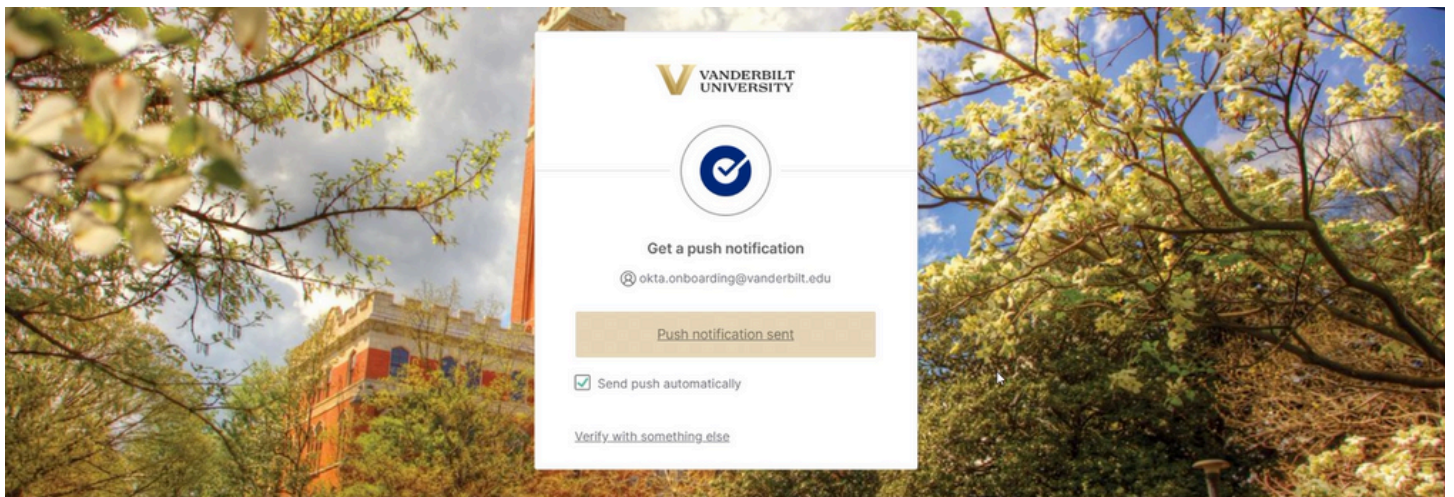 VANDERBILT
UNIVERSITY
Get a push notification
okta.onboarding@vanderbilt.edu
Push notification sent
Send push automatically
Verify with something else